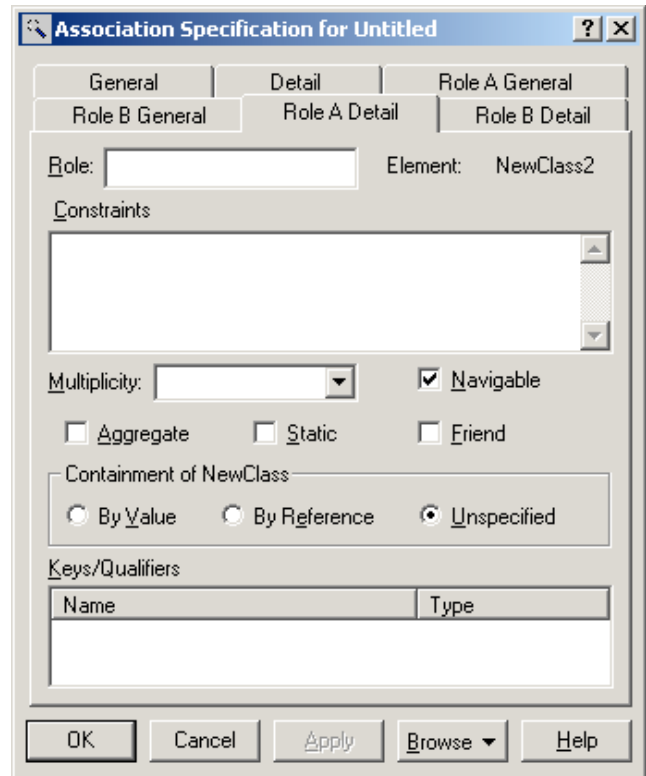 Association Specification for Untitled
General Detail Role A General
Role B General Role A Detail Role B Detail
Role: Element: NewClass2
Constraints
Multiplicity: Navigable
Aggregate Static Friend
Containment of NewClass
By Value By Reference Unspecified
Keys/Qualifiers
Name Type
OK Cancel Apply Browse Help